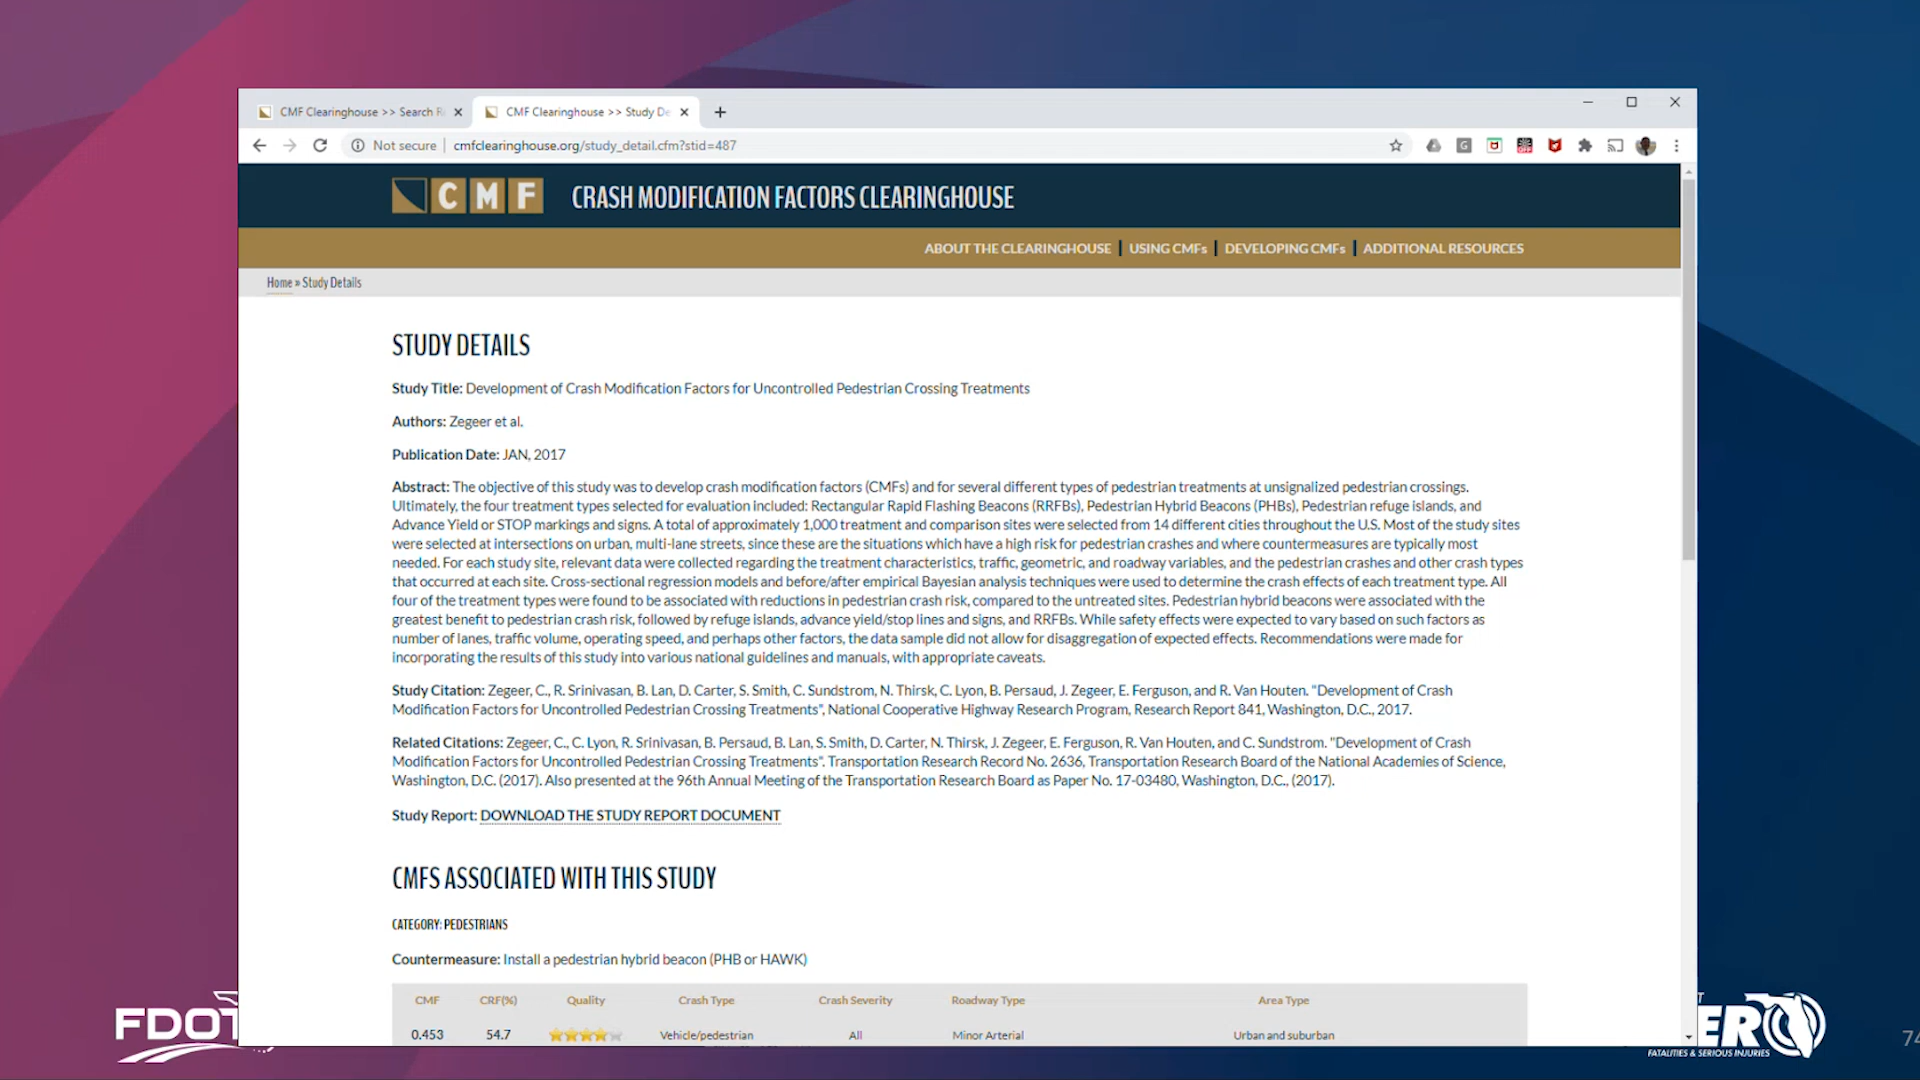 CMF Clearinghouse >> Search R
CMF Clearinghouse >> Study De
Not secure | cmfclearinghouse.org/study_detail.cfm?stid=487
CMF CRASH MODIFICATION FACTORS CLEARINGHOUSE
ABOUT THE CLEARINGHOUSE | USING CMFs | DEVELOPING CMFs | ADDITIONAL RESOURCES
Home » Study Details
STUDY DETAILS
Study Title: Development of Crash Modification Factors for Uncontrolled Pedestrian Crossing Treatments
Authors: Zegeer et al.
Publication Date: JAN, 2017
Abstract: The objective of this study was to develop crash modification factors (CMFs) and for several different types of pedestrian treatments at unsignalized pedestrian crossings.
Ultimately, the four treatment types selected for evaluation included: Rectangular Rapid Flashing Beacons (RRFBs), Pedestrian Hybrid Beacons (PHBs), Pedestrian refuge islands, and
Advance Yield or STOP markings and signs. A total of approximately 1,000 treatment and comparison sites were selected from 14 different cities throughout the U.S. Most of the study sites
were selected at intersections on urban, multi-lane streets, since these are the situations which have a high risk for pedestrian crashes and where countermeasures are typically most
needed. For each study site, relevant data were collected regarding the treatment characteristics, traffic, geometric, and roadway variables, and the pedestrian crashes and other crash types
that occurred at each site. Cross-sectional regression models and before/after empirical Bayesian analysis techniques were used to determine the crash effects of each treatment type. All
four of the treatment types were found to be associated with reductions in pedestrian crash risk, compared to the untreated sites. Pedestrian hybrid beacons were associated with the
greatest benefit to pedestrian crash risk, followed by refuge islands, advance yield/stop lines and signs, and RRFBs. While safety effects were expected to vary based on such factors as
number of lanes, traffic volume, operating speed, and perhaps other factors, the data sample did not allow for disaggregation of expected effects. Recommendations were made for
incorporating the results of this study into various national guidelines and manuals, with appropriate caveats.
Study Citation: Zegeer, C., R. Srinivasan, B. Lan, D. Carter, S. Smith, C. Sundstrom, N. Thirsk, C. Lyon, B. Persaud, J. Zegeer, E. Ferguson, and R. Van Houten. "Development of Crash
Modification Factors for Uncontrolled Pedestrian Crossing Treatments", National Cooperative Highway Research Program, Research Report 841, Washington, D.C., 2017.
Related Citations: Zegeer, C., C. Lyon, R. Srinivasan, B. Persaud, B. Lan, S. Smith, D. Carter, N. Thirsk, J. Zegeer, E. Ferguson, R. Van Houten, and C. Sundstrom. "Development of Crash
Modification Factors for Uncontrolled Pedestrian Crossing Treatments". Transportation Research Record No. 2636, Transportation Research Board of the National Academies of Science,
Washington, D.C. (2017). Also presented at the 96th Annual Meeting of the Transportation Research Board as Paper No. 17-03480, Washington, D.C., (2017).
Study Report: DOWNLOAD THE STUDY REPORT DOCUMENT
CMFS ASSOCIATED WITH THIS STUDY
CATEGORY: PEDESTRIANS
Countermeasure: Install a pedestrian hybrid beacon (PHB or HAWK)
CMF CRF(%) Quality Crash Type Crash Severity Roadway Type Area Type
0.453 54.7 Vehicle/pedestrian All Minor Arterial Urban and suburban
FDOT
ER
FATALITIES & SERIOUS INJURIES
74